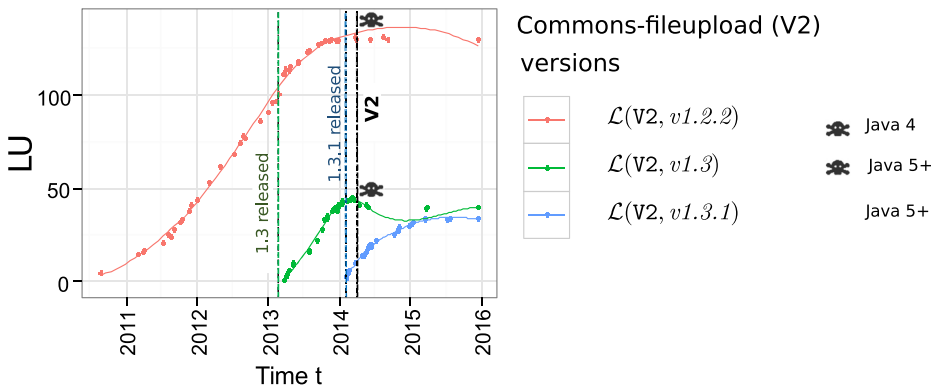 Commons-fileupload (V2)
versions
ℒ(V2, v1.2.2)
Java 4
ℒ(V2, v1.3)
Java 5+
ℒ(V2, v1.3.1)
Java 5+
LU
100
50
0
1.3 released
1.3.1 released
V2
2011
2012
2013
2014
2015
2016
Time t